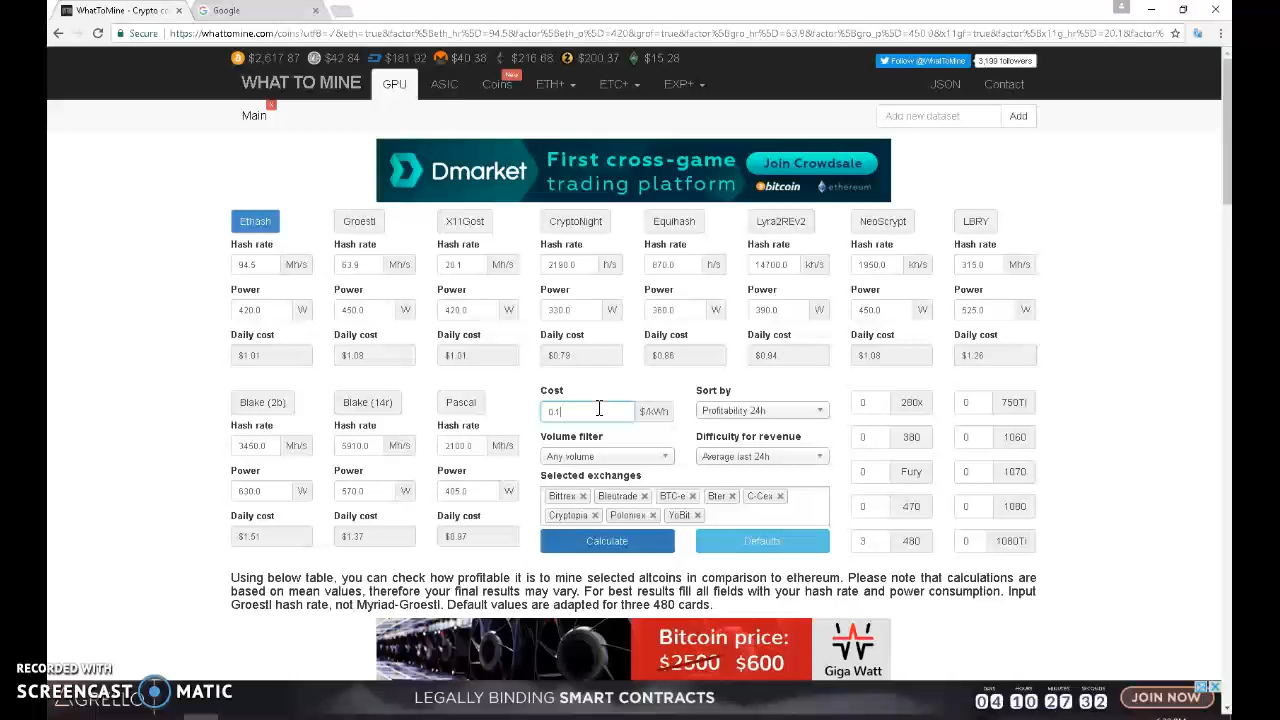 WhatToMine - Crypto co
Google
Secure
https://whattomine.com/coins?utf8=✓&eth=true&factor%5Beth_hr%5D=94.5&factor%5Beth_p%5D=420&grof=true&factor%5Bgro_hr%5D=63.9&factor%5Bgro_p%5D=450.0&x11gf=true&factor%5Bx11g_hr%5D=20.1&factor%
$2,617.87 $42.84 $181.92 $40.38 $216.68 $200.37 $15.28
Follow @WhatToMine 3,199 followers
WHAT TO MINE GPU ASIC Coins New ETH+ ETC+ EXP+ JSON Contact
Main x Add new dataset Add
Dmarket
First cross-game
trading platform
Join Crowdsale
bitcoin ethereum
Ethash Groestl X11Gost CryptoNight Equihash Lyra2REv2 NeoScrypt LBRY
Hash rate Hash rate Hash rate Hash rate Hash rate Hash rate Hash rate Hash rate
94.5 Mh/s 63.9 Mh/s 20.1 Mh/s 2190.0 h/s 870.0 h/s 14700.0 kh/s 1950.0 kh/s 315.0 Mh/s
Power Power Power Power Power Power Power Power
420.0 W 450.0 W 420.0 W 330.0 W 360.0 W 390.0 W 450.0 W 525.0 W
Daily cost Daily cost Daily cost Daily cost Daily cost Daily cost Daily cost Daily cost
$1.01 $1.08 $1.01 $0.79 $0.86 $0.94 $1.08 $1.26
Blake (2b) Blake (14r) Pascal
Hash rate Hash rate Hash rate
3450.0 Mh/s 5910.0 Mh/s 2100.0 Mh/s
Power Power Power
630.0 W 570.0 W 405.0 W
Daily cost Daily cost Daily cost
$1.51 $1.37 $0.97
Cost Sort by
0.1 $/kWh Profitability 24h
Volume filter Difficulty for revenue
Any volume Average last 24h
Selected exchanges
Bittrex Bleutrade BTC-e Bter C-Cex
Cryptopia Poloniex YoBit
Calculate Defaults
0 280x 0 750Ti
0 380 0 1060
0 Fury 0 1070
0 470 0 1080
3 480 0 1080Ti
Using below table, you can check how profitable it is to mine selected altcoins in comparison to ethereum. Please note that calculations are
based on mean values, therefore your final results may vary. For best results fill all fields with your hash rate and power consumption. Input
Groestl hash rate, not Myriad-Groestl. Default values are adapted for three 480 cards.
Bitcoin price:
$2500 $600
Giga Watt
RECORDED WITH
SCREENCAST MATIC
AGRELLO
LEGALLY BINDING SMART CONTRACTS
DAYS HOURS MINUTES SECONDS
04 10 27 32
JOIN NOW